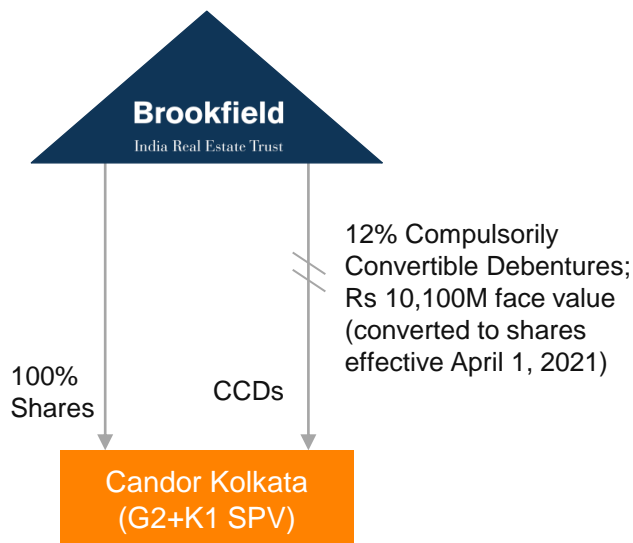 Brookfield
India Real Estate Trust
12% Compulsorily
Convertible Debentures;
Rs 10,100M face value
(converted to shares
effective April 1, 2021)
100%
Shares
CCDs
Candor Kolkata
(G2+K1 SPV)